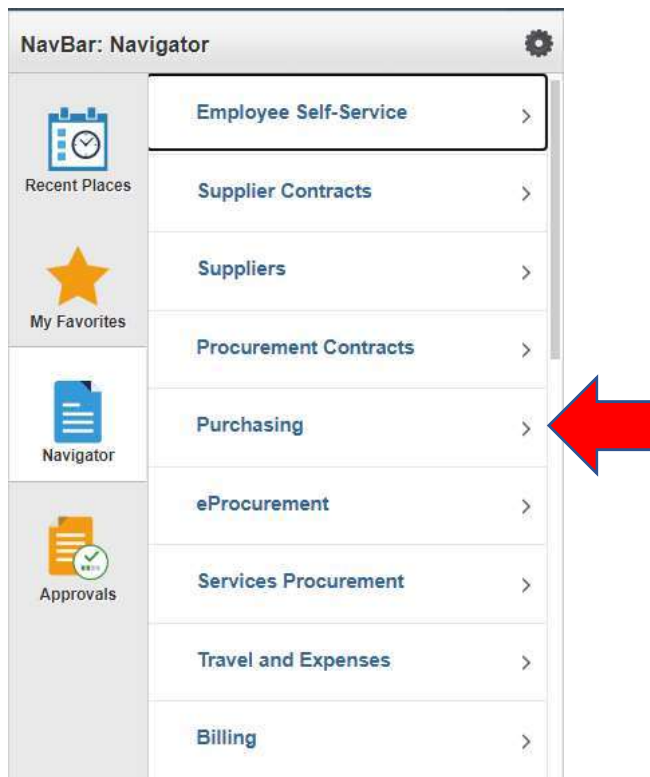 NavBar: Navigator
Recent Places
My Favorites
Navigator
Approvals
Employee Self-Service
Supplier Contracts
Suppliers
Procurement Contracts
Purchasing
eProcurement
Services Procurement
Travel and Expenses
Billing